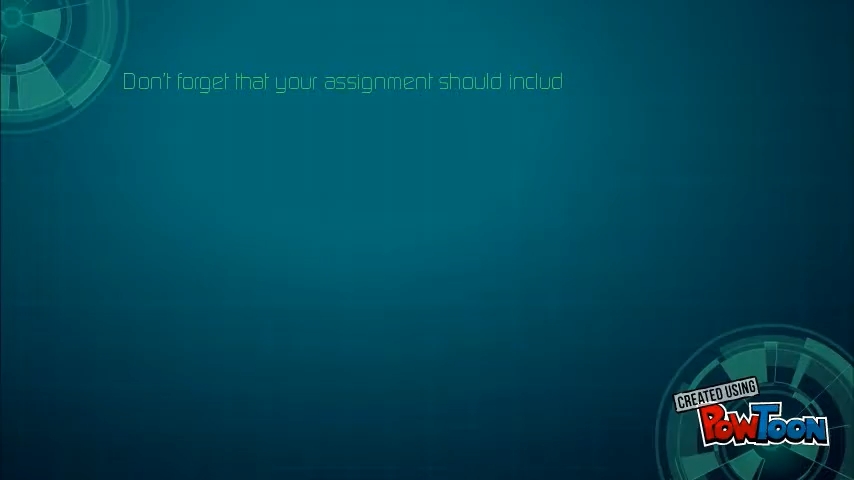 Don't forget that your assignment should includ
CREATED USING
POWTOON